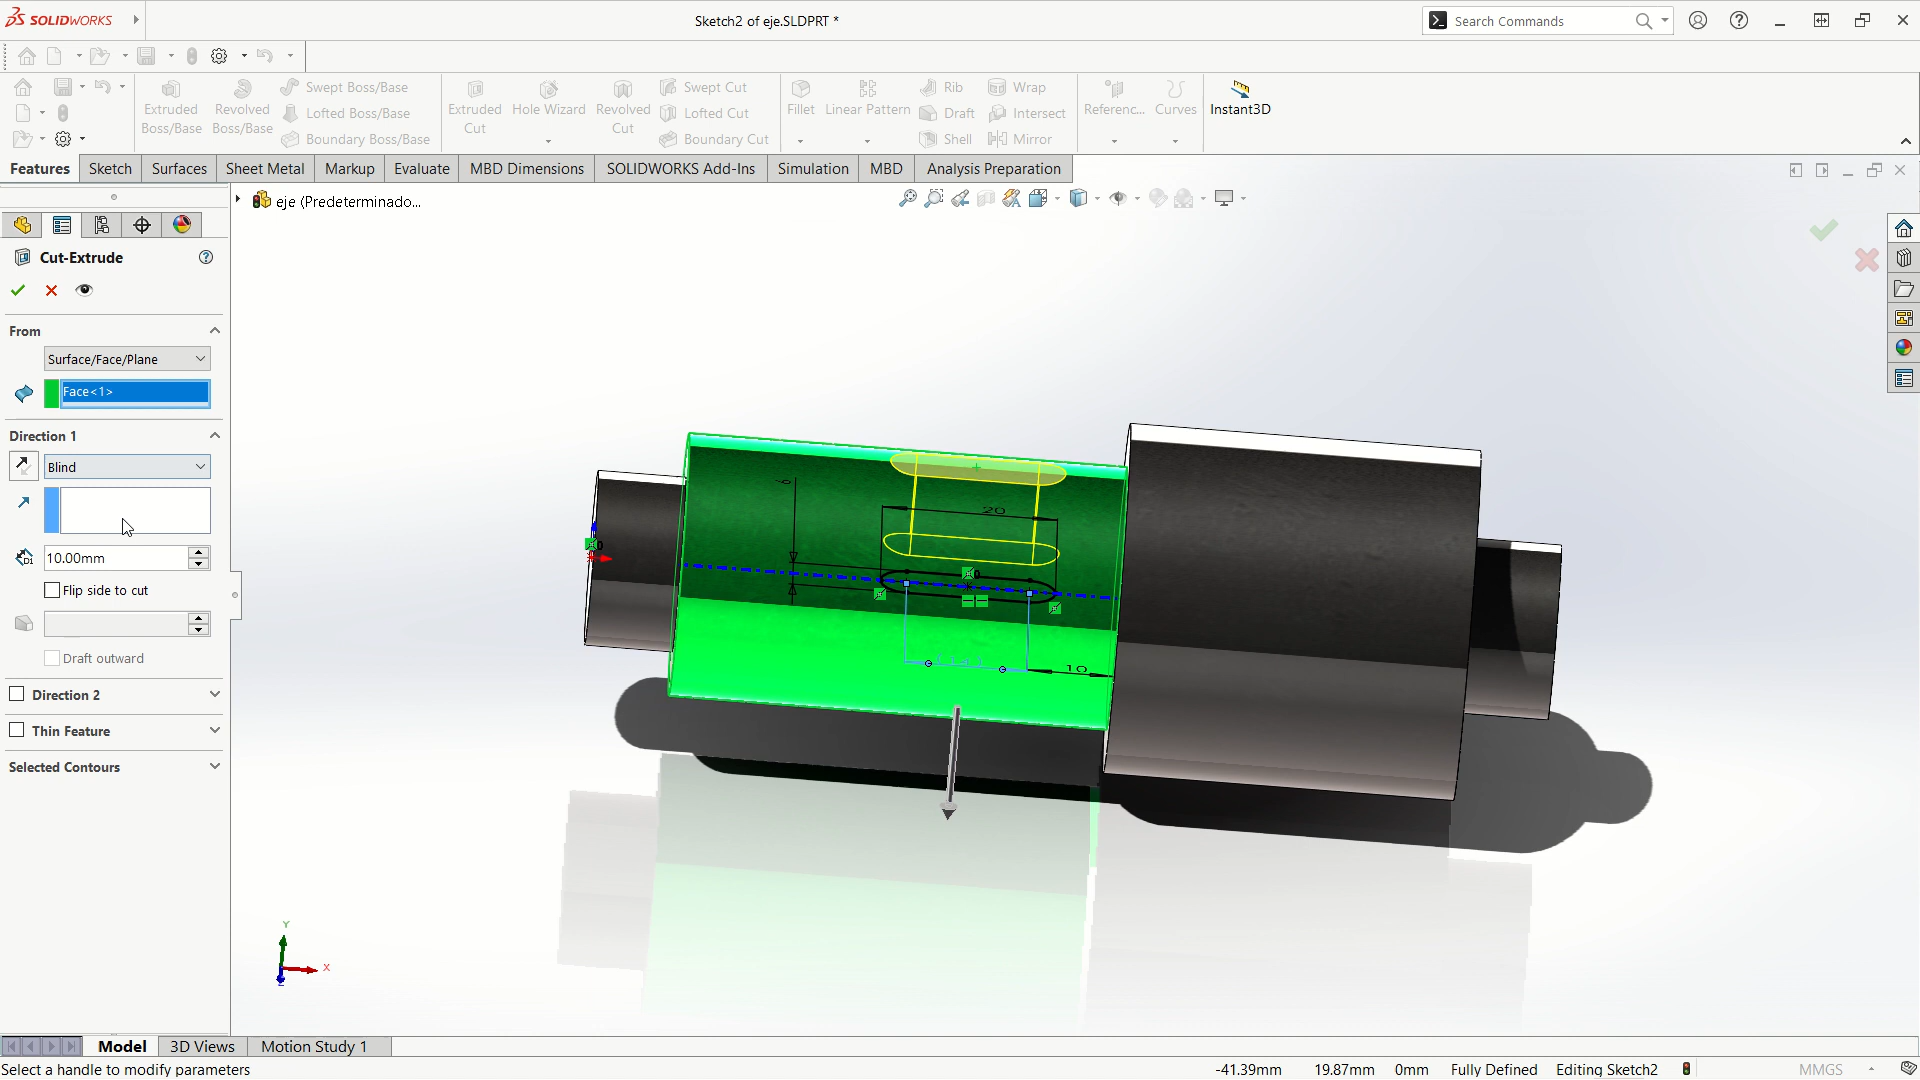 SOLIDWORKS
Sketch2 of eje.SLDPRT *
Search Commands
Extruded Boss/Base
Revolved Boss/Base
Swept Boss/Base
Lofted Boss/Base
Boundary Boss/Base
Extruded Cut
Hole Wizard
Revolved Cut
Swept Cut
Lofted Cut
Boundary Cut
Fillet
Linear Pattern
Rib
Draft
Shell
Wrap
Intersect
Mirror
Referenc...
Curves
Instant3D
Features
Sketch
Surfaces
Sheet Metal
Markup
Evaluate
MBD Dimensions
SOLIDWORKS Add-Ins
Simulation
MBD
Analysis Preparation
eje (Predeterminado...
Cut-Extrude
From
Surface/Face/Plane
Face<1>
Direction 1
Blind
D1
10.00mm
Flip side to cut
Draft outward
Direction 2
Thin Feature
Selected Contours
6
20
10
Y
X
Z
Model
3D Views
Motion Study 1
Select a handle to modify parameters
-41.39mm
19.87mm
0mm
Fully Defined
Editing Sketch2
MMGS